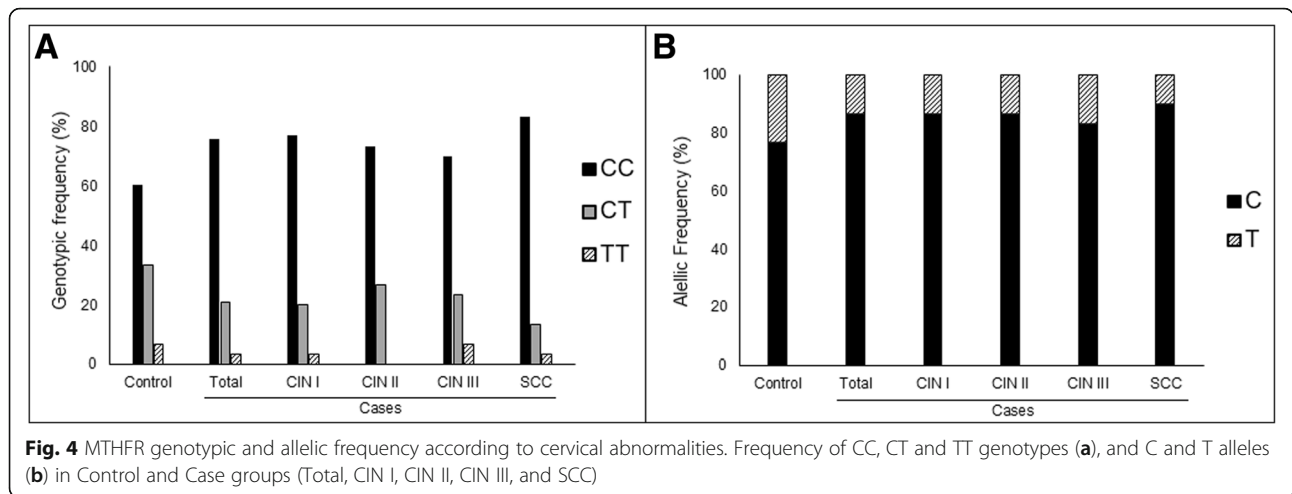 A
100
80
60
40
20
0
Genotypic frequency (%)
Control
Total
CIN I
CIN II
CIN III
SCC
Cases
CC
CT
TT
B
100
80
60
40
20
0
Alellic Frequency (%)
Control
Total
CIN I
CIN II
CIN III
SCC
Cases
C
T
Fig. 4 MTHFR genotypic and allelic frequency according to cervical abnormalities. Frequency of CC, CT and TT genotypes (a), and C and T alleles
(b) in Control and Case groups (Total, CIN I, CIN II, CIN III, and SCC)